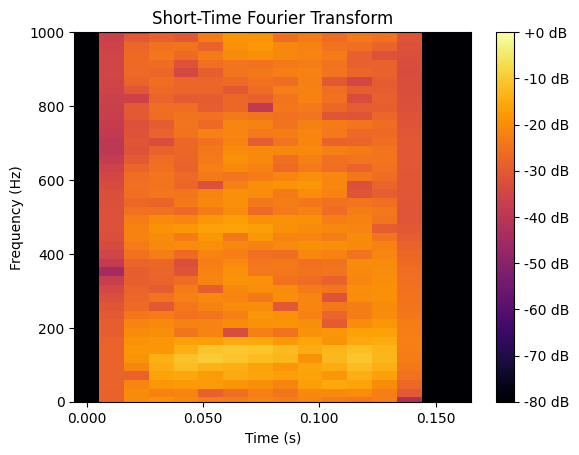 Short-Time Fourier Transform
1000
800
600
400
200
0
Frequency (Hz)
0.000
0.050
0.100
0.150
Time (s)
+0 dB
-10 dB
-20 dB
-30 dB
-40 dB
-50 dB
-60 dB
-70 dB
-80 dB